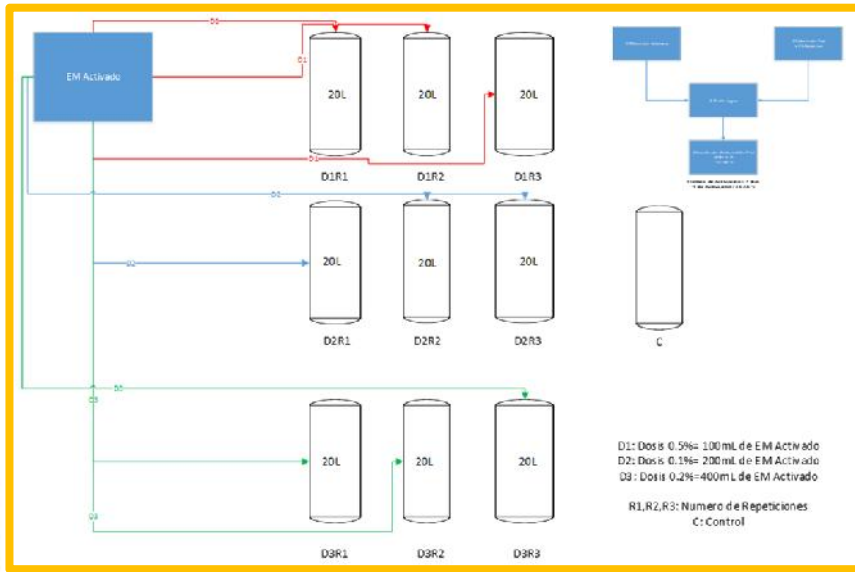 D3
EM Activado
D1
20L
20L
20L
D1
D1R1
D1R2
D1R3
D2
20L
20L
20L
D2
D2R1
D2R2
D2R3
C
D3
D3
20L
20L
20L
D3
D3R1
D3R2
D3R3
D1: Dosis 0.5%= 100mL de EM Activado
D2: Dosis 0.1%= 200mL de EM Activado
D3: Dosis 0.2%=400mL de EM Activado
R1,R2,R3: Numero de Repeticiones
C: Control